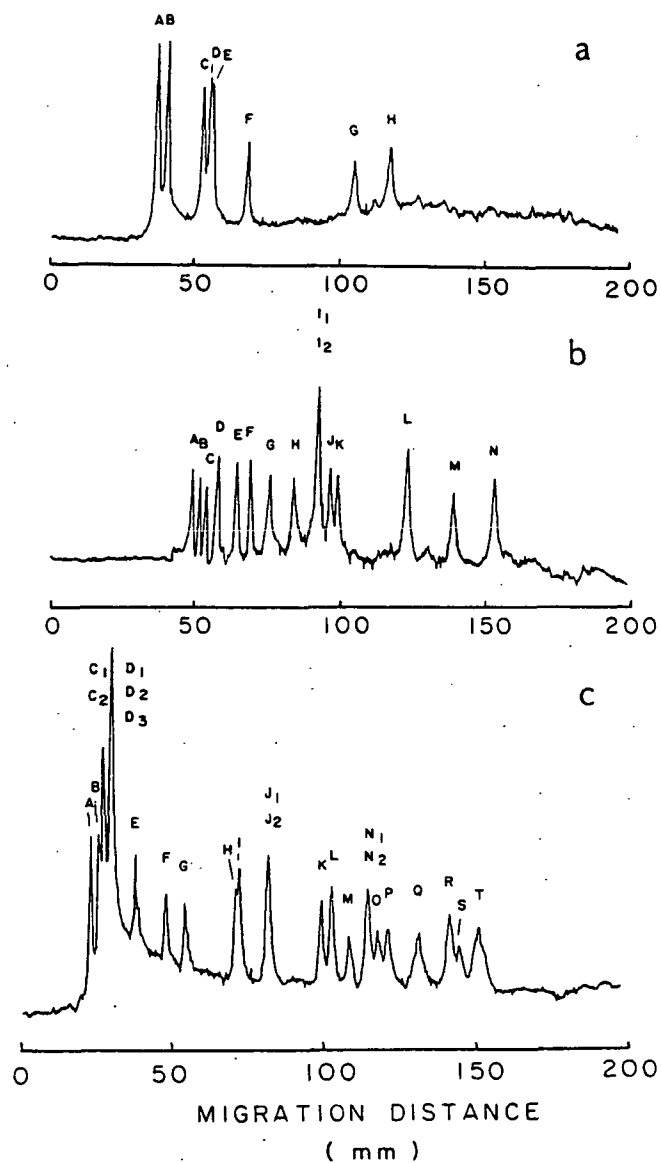 a
A B
C D E
F
G H
0 50 100 150 200
b
I1
I2
A B C D E F G H J K L M N
0 50 100 150 200
c
C1 D1
C2 D2
D3
A B E F G H I
J1
J2
K L M
N1
N2
O P Q R S T
0 50 100 150 200
MIGRATION DISTANCE
( mm )